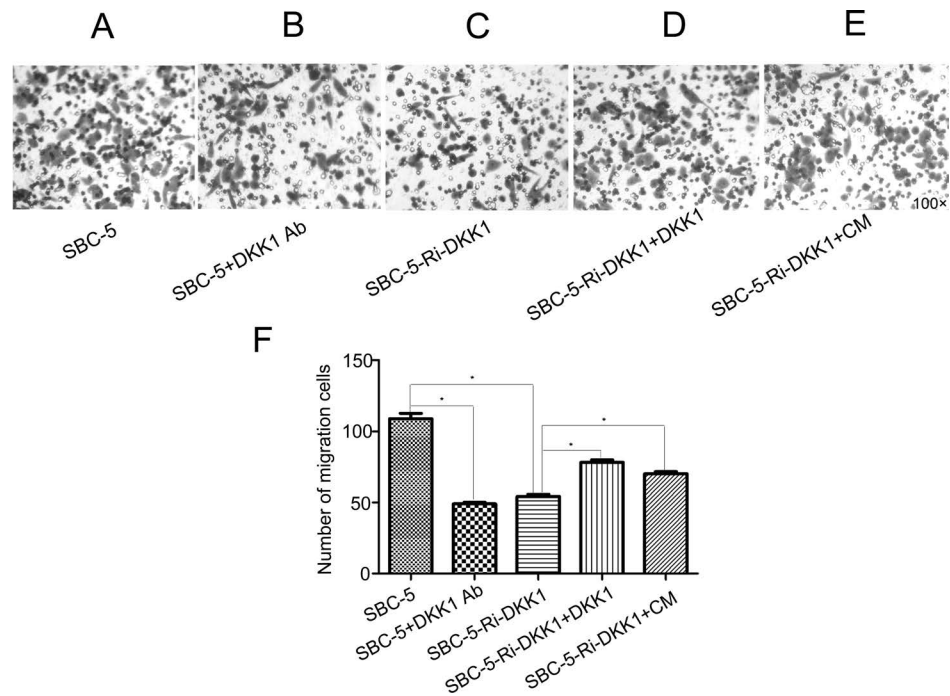 A B C D E
100×
SBC-5
SBC-5+DKK1 Ab
SBC-5-Ri-DKK1
SBC-5-Ri-DKK1+DKK1
SBC-5-Ri-DKK1+CM
F
Number of migration cells
150
100
50
0
*
*
*
*
SBC-5
SBC-5+DKK1 Ab
SBC-5-Ri-DKK1
SBC-5-Ri-DKK1+DKK1
SBC-5-Ri-DKK1+CM